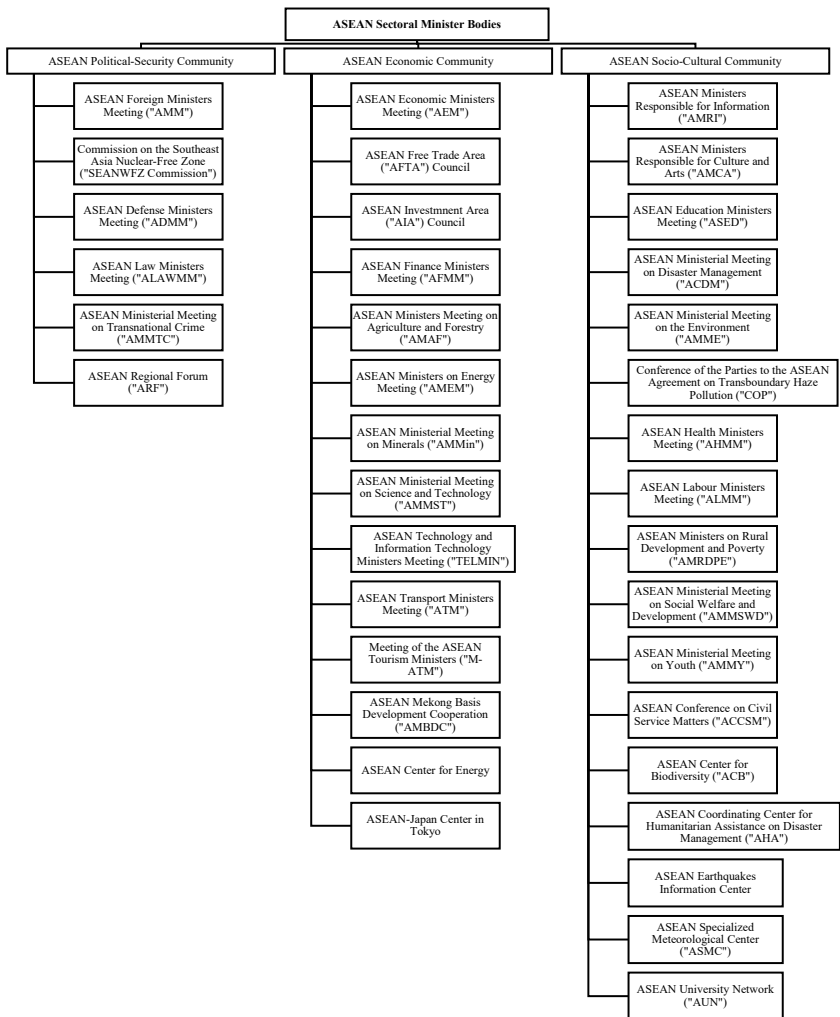 ASEAN Sectoral Minister Bodies
ASEAN Political-Security Community
ASEAN Foreign Ministers
Meeting ("AMM")
Commission on the Southeast
Asia Nuclear-Free Zone
("SEANWFZ Commission")
ASEAN Defense Ministers
Meeting ("ADMM")
ASEAN Law Ministers
Meeting ("ALAWMM")
ASEAN Ministerial Meeting
on Transnational Crime
("AMMTC")
ASEAN Regional Forum
("ARF")
ASEAN Economic Community
ASEAN Economic Ministers
Meeting ("AEM")
ASEAN Free Trade Area
("AFTA") Council
ASEAN Investmnent Area
("AIA") Council
ASEAN Finance Ministers
Meeting ("AFMM")
ASEAN Ministers Meeting on
Agriculture and Forestry
("AMAF")
ASEAN Ministers on Energy
Meeting ("AMEM")
ASEAN Ministerial Meeting
on Minerals ("AMMin")
ASEAN Ministerial Meeting
on Science and Technology
("AMMST")
ASEAN Technology and
Information Technology
Ministers Meeting ("TELMIN")
ASEAN Transport Ministers
Meeting ("ATM")
Meeting of the ASEAN
Tourism Ministers ("M-
ATM")
ASEAN Mekong Basis
Development Cooperation
("AMBDC")
ASEAN Center for Energy
ASEAN-Japan Center in
Tokyo
ASEAN Socio-Cultural Community
ASEAN Ministers
Responsible for Information
("AMRI")
ASEAN Ministers
Responsible for Culture and
Arts ("AMCA")
ASEAN Education Ministers
Meeting ("ASED")
ASEAN Ministerial Meeting
on Disaster Management
("ACDM")
ASEAN Ministerial Meeting
on the Environment
("AMME")
Conference of the Parties to the ASEAN
Agreement on Transboundary Haze
Pollution ("COP")
ASEAN Health Ministers
Meeting ("AHMM")
ASEAN Labour Ministers
Meeting ("ALMM")
ASEAN Ministers on Rural
Development and Poverty
("AMRDPE")
ASEAN Ministerial Meeting
on Social Welfare and
Development ("AMMSWD")
ASEAN Ministerial Meeting
on Youth ("AMMY")
ASEAN Conference on Civil
Service Matters ("ACCSM")
ASEAN Center for
Biodiversity ("ACB")
ASEAN Coordinating Center for
Humanitarian Assistance on Disaster
Management ("AHA")
ASEAN Earthquakes
Information Center
ASEAN Specialized
Meteorological Center
("ASMC")
ASEAN University Network
("AUN")